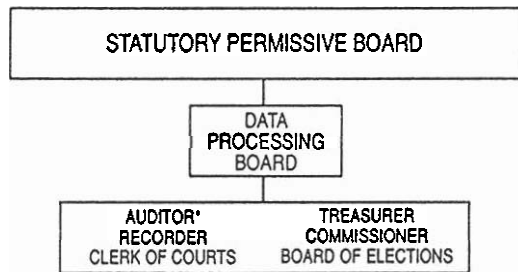 STATUTORY PERMISSIVE BOARD
DATA
PROCESSING
BOARD
AUDITOR*
RECORDER
CLERK OF COURTS
TREASURER
COMMISSIONER
BOARD OF ELECTIONS